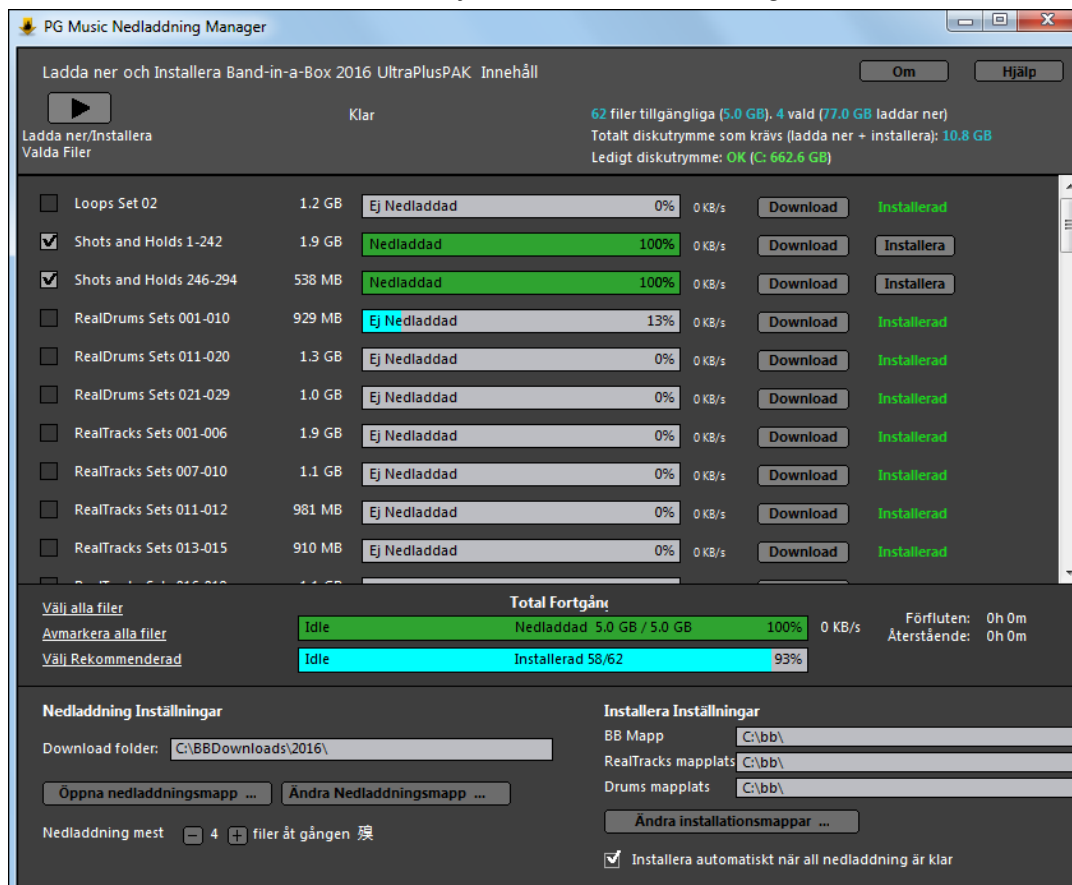 PG Music Nedladdning Manager
Ladda ner och Installera Band-in-a-Box 2016 UltraPlusPAK Innehåll
Om
Hjälp
Ladda ner/Installera
Valda Filer
Klar
62 filer tillgängliga (5.0 GB). 4 vald (77.0 GB laddar ner)
Totalt diskutrymme som krävs (ladda ner + installera): 10.8 GB
Ledigt diskutrymme: OK (C: 662.6 GB)
Loops Set 02 1.2 GB Ej Nedladdad 0% 0 KB/s Download Installerad
Shots and Holds 1-242 1.9 GB Nedladdad 100% 0 KB/s Download Installera
Shots and Holds 246-294 538 MB Nedladdad 100% 0 KB/s Download Installera
RealDrums Sets 001-010 929 MB Ej Nedladdad 13% 0 KB/s Download Installerad
RealDrums Sets 011-020 1.3 GB Ej Nedladdad 0% 0 KB/s Download Installerad
RealDrums Sets 021-029 1.0 GB Ej Nedladdad 0% 0 KB/s Download Installerad
RealTracks Sets 001-006 1.9 GB Ej Nedladdad 0% 0 KB/s Download Installerad
RealTracks Sets 007-010 1.1 GB Ej Nedladdad 0% 0 KB/s Download Installerad
RealTracks Sets 011-012 981 MB Ej Nedladdad 0% 0 KB/s Download Installerad
RealTracks Sets 013-015 910 MB Ej Nedladdad 0% 0 KB/s Download Installerad
Välj alla filer
Avmarkera alla filer
Välj Rekommenderad
Total Fortgång
Idle Nedladdad 5.0 GB / 5.0 GB 100% 0 KB/s
Idle Installerad 58/62 93%
Förfluten: 0h 0m
Återstående: 0h 0m
Nedladdning Inställningar
Download folder: C:\BBDownloads\2016\
Öppna nedladdningsmapp ... Ändra Nedladdningsmapp ...
Nedladdning mest 4 filer åt gången
Installera Inställningar
BB Mapp C:\bb\
RealTracks mapplats C:\bb\
Drums mapplats C:\bb\
Ändra installationsmappar ...
Installera automatiskt när all nedladdning är klar